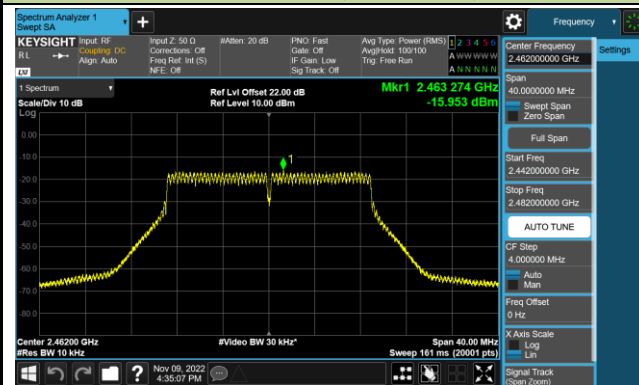 Spectrum Analyzer 1
Swept SA
Frequency
KEYSIGHT
Input: RF
Coupling: DC
Align: Auto
Input Z: 50 Ω
Corrections: Off
Freq Ref: Int (S)
NFE: Off
#Atten: 20 dB
PNO: Fast
Gate: Off
IF Gain: Low
Sig Track: Off
Avg Type: Power (RMS)
Avg|Hold: 100/100
Trig: Free Run
1 2 3 4 5 6
A W W W W W
A N N N N N
RL
LXI
1 Spectrum
Scale/Div 10 dB
Log
Ref Lvl Offset 22.00 dB
Ref Level 10.00 dBm
Mkr1 2.463 274 GHz
-15.953 dBm
0.00
-10.0
-20.0
-30.0
-40.0
-50.0
-60.0
-70.0
-80.0
1
Center 2.46200 GHz
#Res BW 10 kHz
#Video BW 30 kHz*
Span 40.00 MHz
Sweep 161 ms (20001 pts)
Nov 09, 2022
4:35:07 PM
Center Frequency
2.462000000 GHz
Span
40.0000000 MHz
Swept Span
Zero Span
Full Span
Start Freq
2.442000000 GHz
Stop Freq
2.482000000 GHz
AUTO TUNE
CF Step
4.000000 MHz
Auto
Man
Freq Offset
0 Hz
X Axis Scale
Log
Lin
Signal Track
(Span Zoom)
Settings